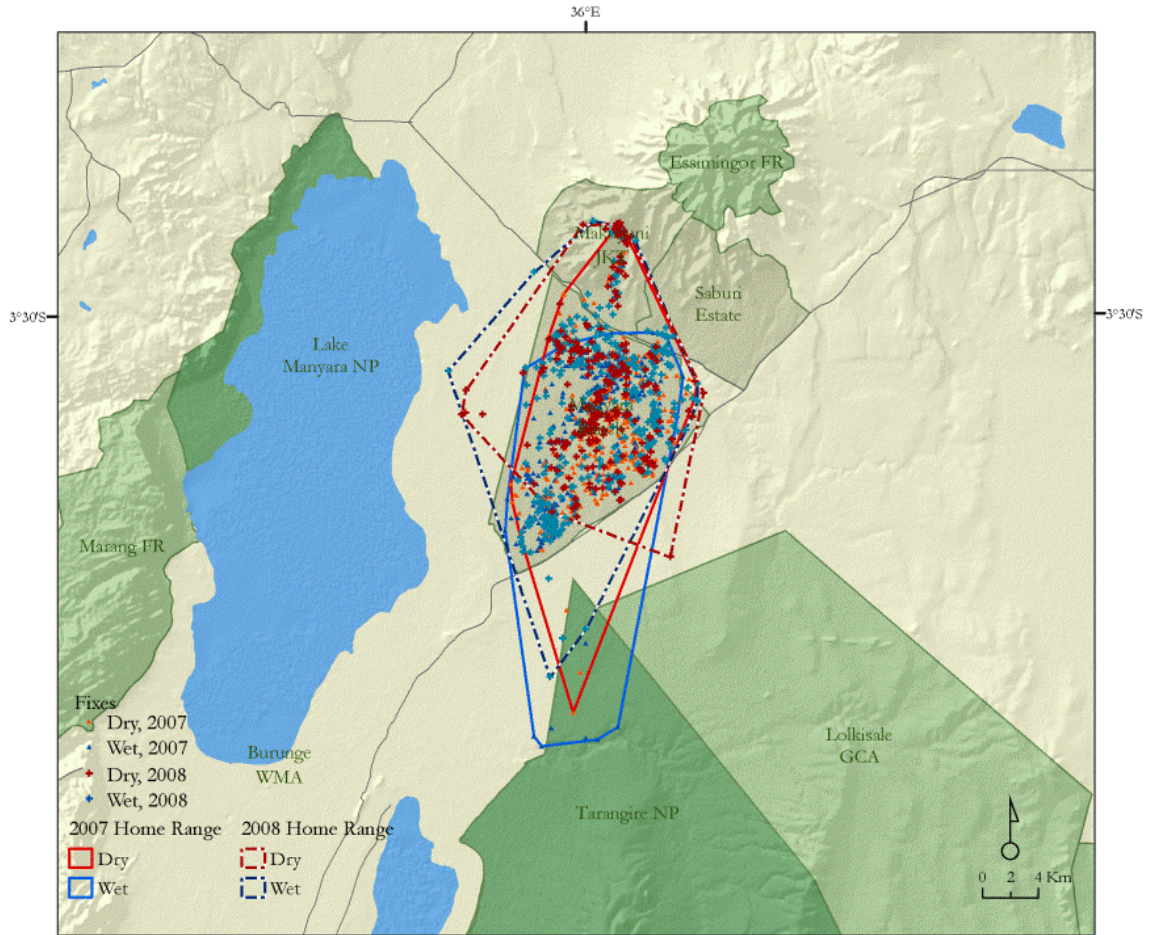 36°E
Essimingor FR
JKT
Saburi
Estate
3°30'S
3°30'S
Lake
Manyara NP
Marang FR
Fixes
Dry, 2007
Wet, 2007
Dry, 2008
Wet, 2008
Burunge
WMA
Lolkisale
GCA
Tarangire NP
2007 Home Range
2008 Home Range
Dry
Dry
Wet
Wet
0 2 4 Km